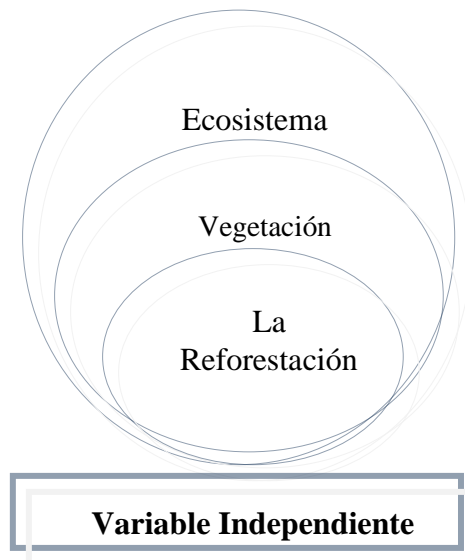 Ecosistema
Vegetación
La
Reforestación
Variable Independiente